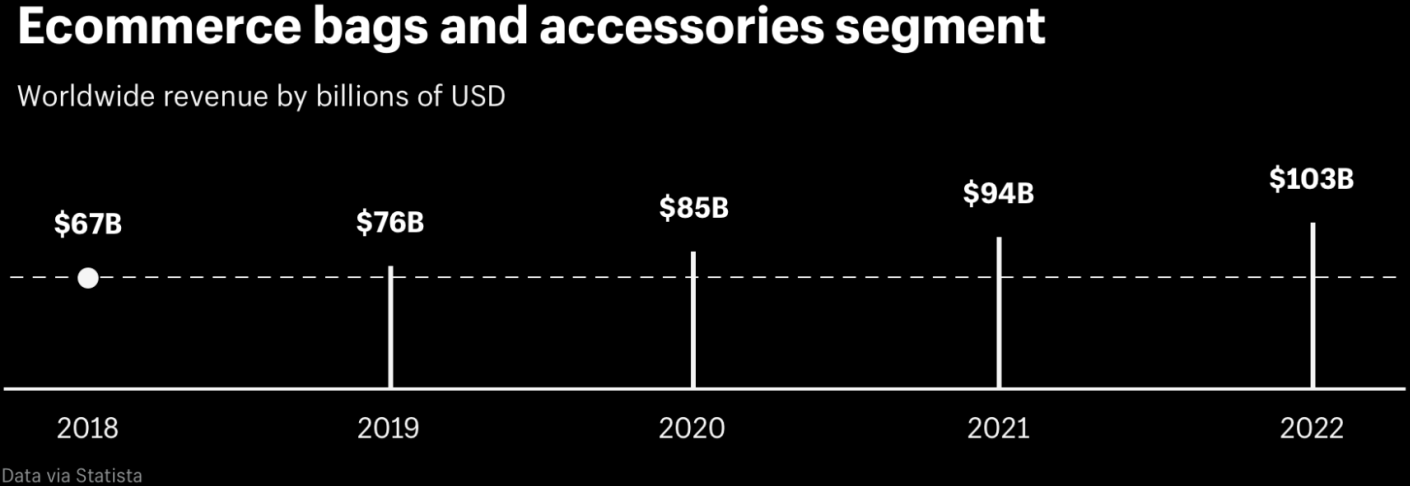 Ecommerce bags and accessories segment
Worldwide revenue by billions of USD
$67B $76B $85B $94B $103B
2018 2019 2020 2021 2022
Data via Statista